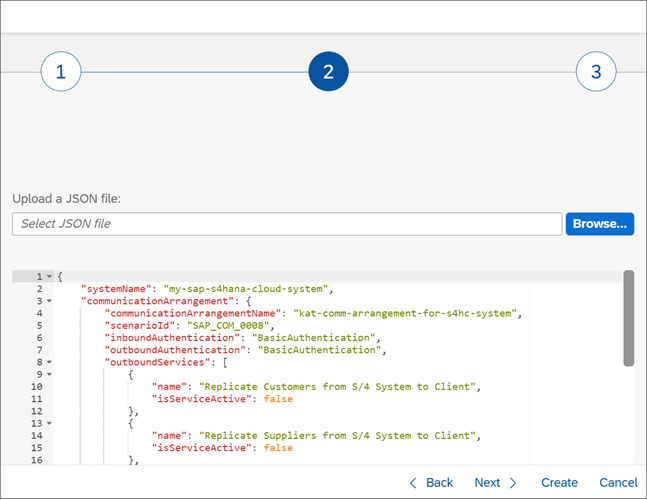 1 2 3
Upload a JSON file:
Select JSON file Browse...
1 {
2 "systemName": "my-sap-s4hana-cloud-system",
3 "communicationArrangement": {
4 "communicationArrangementName": "kat-comm-arrangement-for-s4hc-system",
5 "scenarioId": "SAP_COM_0008",
6 "inboundAuthentication": "BasicAuthentication",
7 "outboundAuthentication": "BasicAuthentication",
8 "outboundServices": [
9 {
10 "name": "Replicate Customers from S/4 System to Client",
11 "isServiceActive": false
12 },
13 {
14 "name": "Replicate Suppliers from S/4 System to Client",
15 "isServiceActive": false
16 },
Back Next Create Cancel